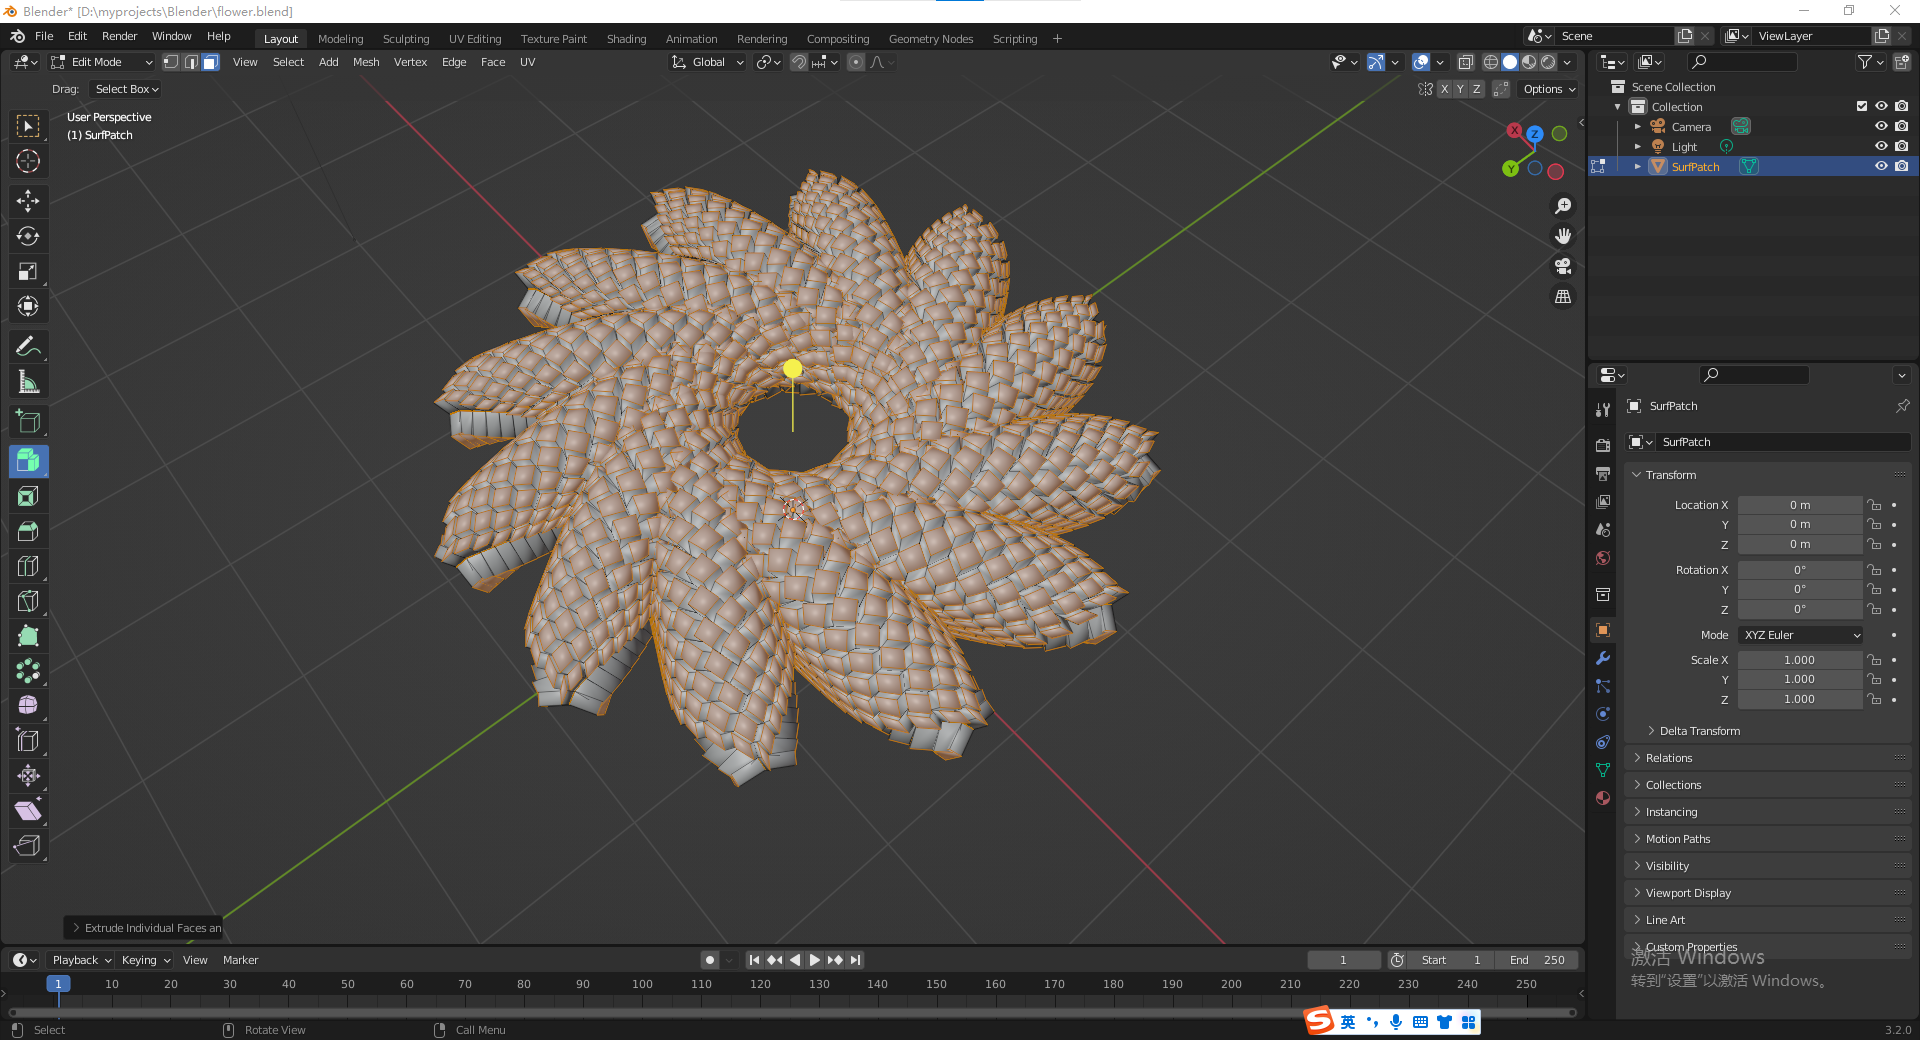 Blender* [D:\myprojects\Blender\flower.blend]
File Edit Render Window Help Layout Modeling Sculpting UV Editing Texture Paint Shading Animation Rendering Compositing Geometry Nodes Scripting + Scene ViewLayer
Edit Mode View Select Add Mesh Vertex Edge Face UV Global
Drag: Select Box X Y Z Options
User Perspective
(1) SurfPatch
X Z
Y
Scene Collection
Collection
Camera
Light
SurfPatch
SurfPatch
SurfPatch
Transform
Location X 0 m
Y 0 m
Z 0 m
Rotation X 0°
Y 0°
Z 0°
Mode XYZ Euler
Scale X 1.000
Y 1.000
Z 1.000
Delta Transform
Relations
Collections
Instancing
Motion Paths
Visibility
Viewport Display
Line Art
Custom Properties
激活 Windows
转到“设置”以激活 Windows。
Extrude Individual Faces an
Playback Keying View Marker 1 Start 1 End 250
1 10 20 30 40 50 60 70 80 90 100 110 120 130 140 150 160 170 180 190 200 210 220 230 240 250
Select Rotate View Call Menu 3.2.0
S 英